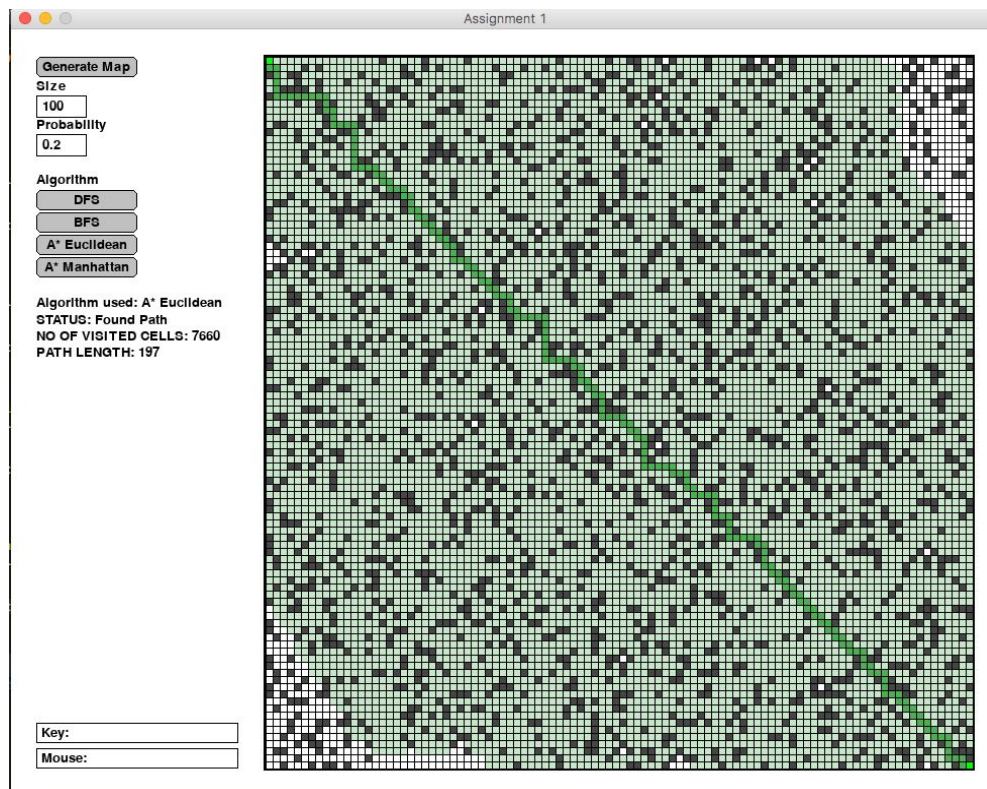 Assignment 1
Generate Map
Size
100
Probability
0.2
Algorithm
DFS
BFS
A* Euclidean
A* Manhattan
Algorithm used: A* Euclidean
STATUS: Found Path
NO OF VISITED CELLS: 7660
PATH LENGTH: 197
Key:
Mouse: